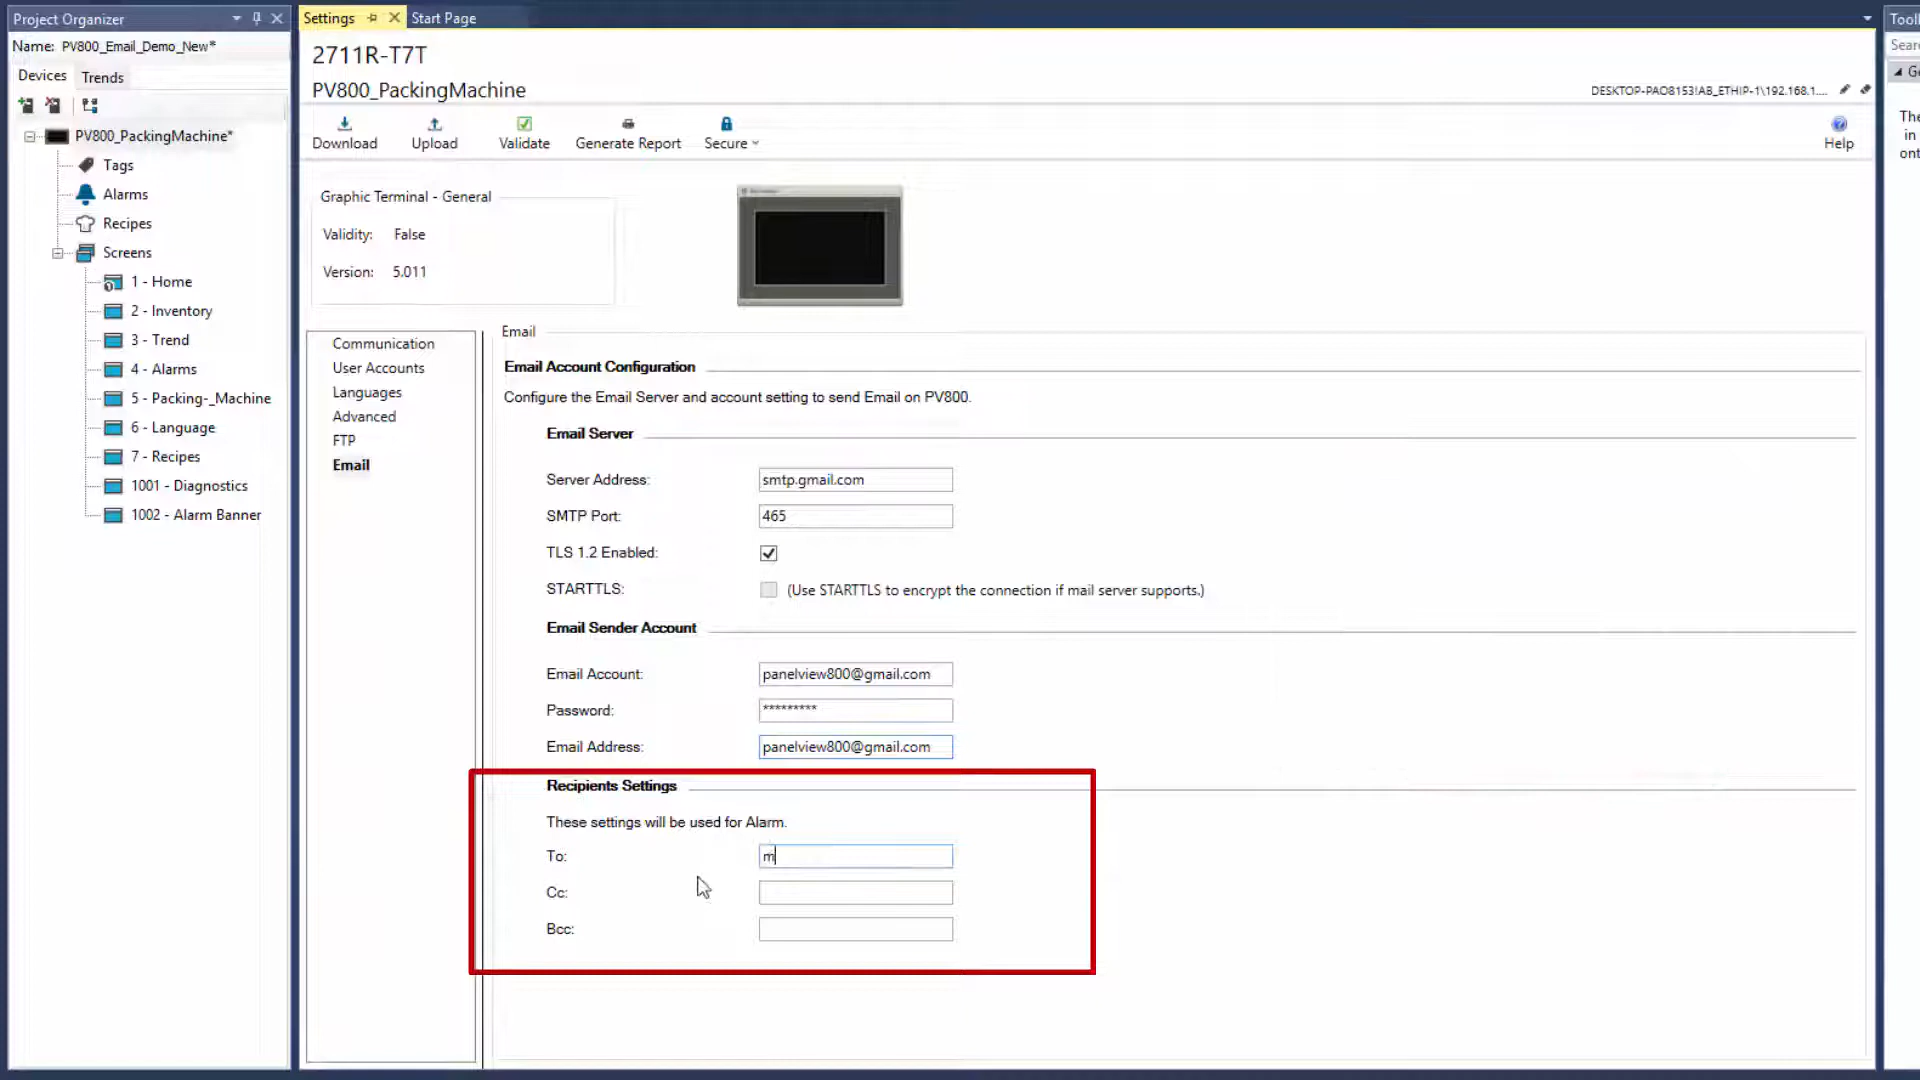 Project Organizer
Name: PV800_Email_Demo_New*
Devices Trends
PV800_PackingMachine*
Tags
Alarms
Recipes
Screens
1 - Home
2 - Inventory
3 - Trend
4 - Alarms
5 - Packing-_Machine
6 - Language
7 - Recipes
1001 - Diagnostics
1002 - Alarm Banner
Settings Start Page
2711R-T7T
PV800_PackingMachine
DESKTOP-PAO8153!AB_ETHIP-1\192.168.1....
Download Upload Validate Generate Report Secure Help
Graphic Terminal - General
Validity: False
Version: 5.011
Communication
User Accounts
Languages
Advanced
FTP
Email
Email
Email Account Configuration
Configure the Email Server and account setting to send Email on PV800.
Email Server
Server Address: smtp.gmail.com
SMTP Port: 465
TLS 1.2 Enabled:
STARTTLS: (Use STARTTLS to encrypt the connection if mail server supports.)
Email Sender Account
Email Account: panelview800@gmail.com
Password: *********
Email Address: panelview800@gmail.com
Recipients Settings
These settings will be used for Alarm.
To: m
Cc:
Bcc:
Tool
Sear
Ge
The
in
ont